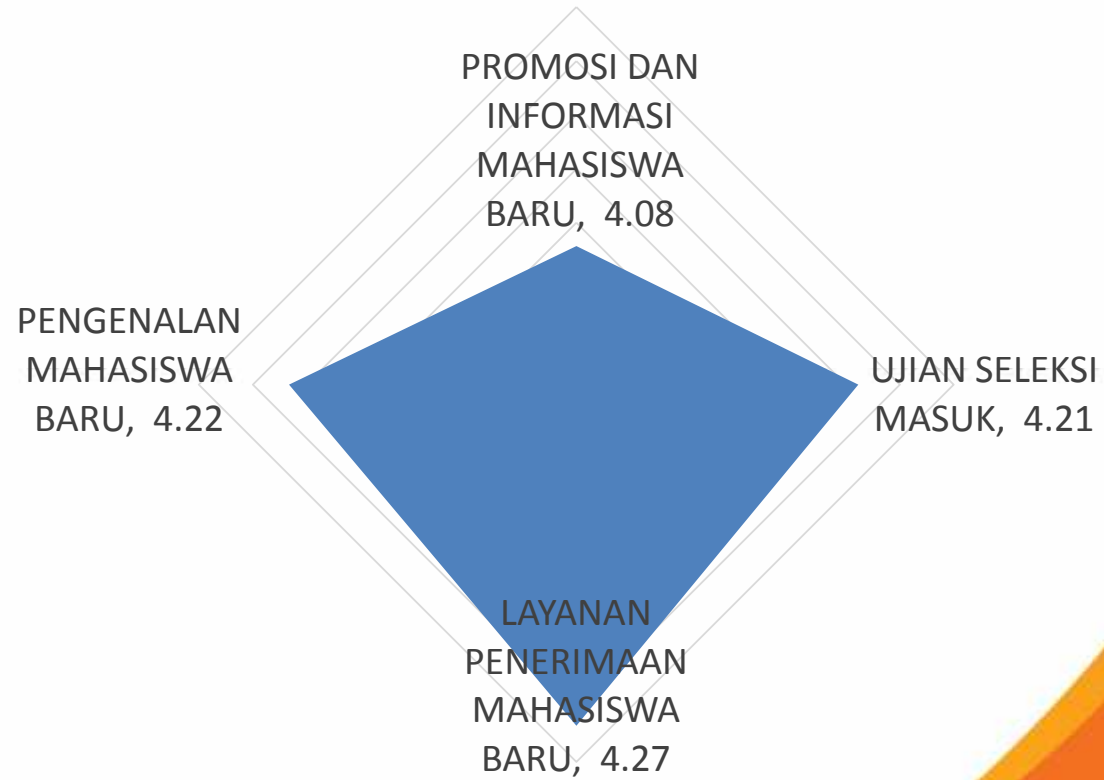 PROMOSI DAN
INFORMASI
MAHASISWA
BARU, 4.08
PENGENALAN
MAHASISWA
BARU, 4.22
UJIAN SELEKSI
MASUK, 4.21
LAYANAN
PENERIMAAN
MAHASISWA
BARU, 4.27